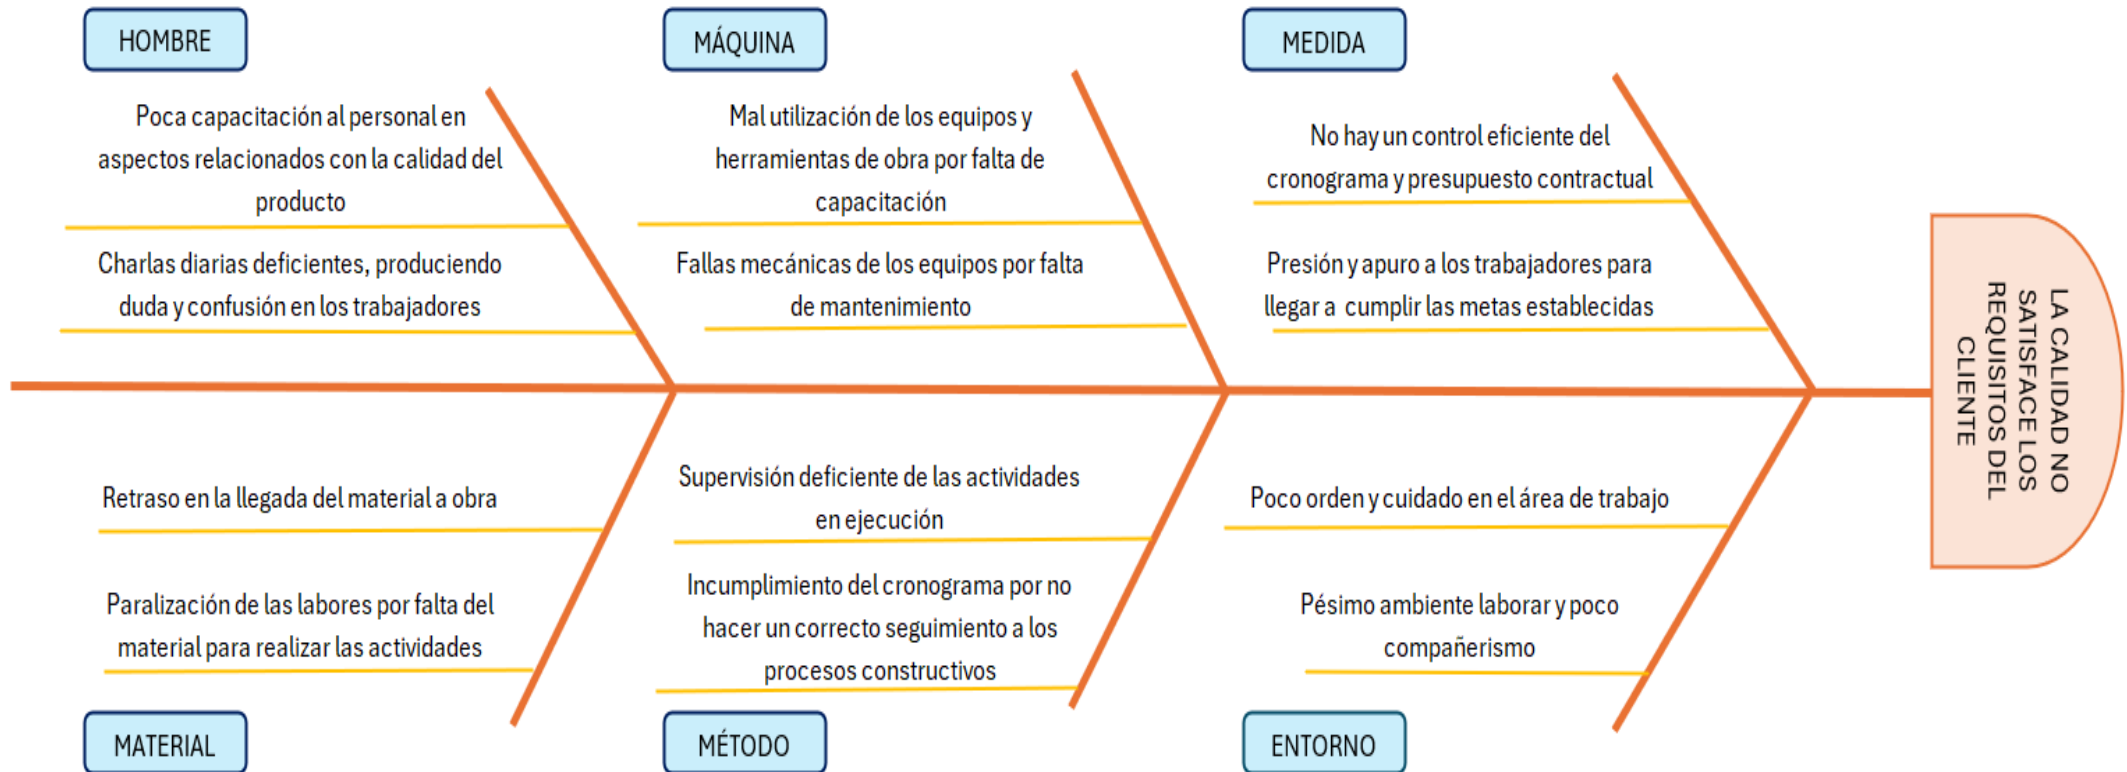 HOMBRE
Poca capacitación al personal en
aspectos relacionados con la calidad del
producto
Charlas diarias deficientes, produciendo
duda y confusión en los trabajadores
MÁQUINA
Mal utilización de los equipos y
herramientas de obra por falta de
capacitación
Fallas mecánicas de los equipos por falta
de mantenimiento
MEDIDA
No hay un control eficiente del
cronograma y presupuesto contractual
Presión y apuro a los trabajadores para
llegar a cumplir las metas establecidas
LA CALIDAD NO
SATISFACE LOS
REQUISITOS DEL
CLIENTE
Retraso en la llegada del material a obra
Paralización de las labores por falta del
material para realizar las actividades
MATERIAL
Supervisión deficiente de las actividades
en ejecución
Incumplimiento del cronograma por no
hacer un correcto seguimiento a los
procesos constructivos
MÉTODO
Poco orden y cuidado en el área de trabajo
Pésimo ambiente laborar y poco
compañerismo
ENTORNO